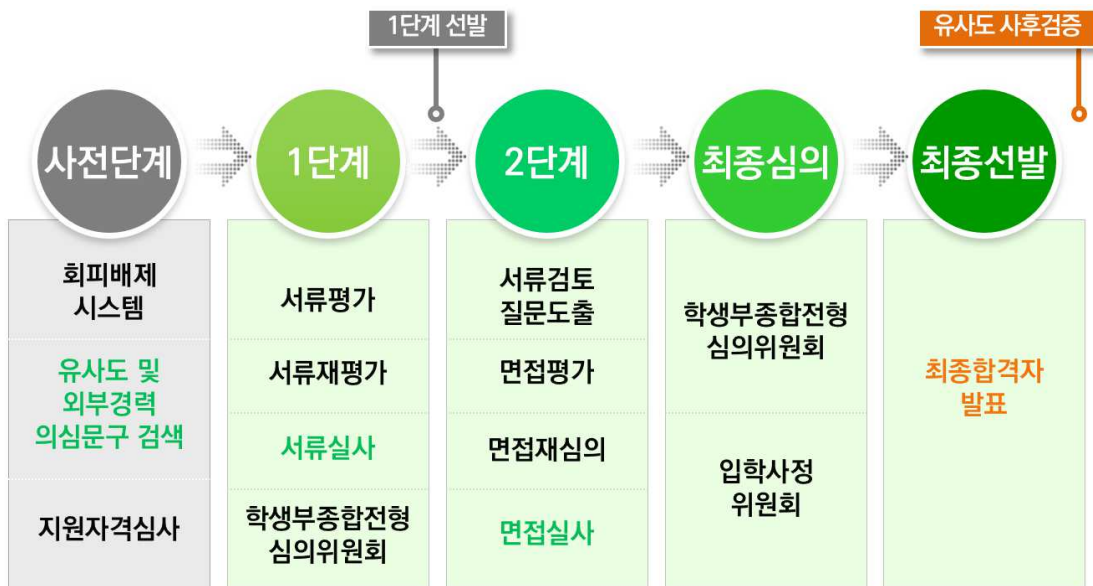 1단계 선발
유사도 사후검증
사전단계
1단계
2단계
최종심의
최종선발
회피배제
시스템
유사도 및
외부경력
의심문구 검색
지원자격심사
서류평가
서류재평가
서류실사
학생부종합전형
심의위원회
서류검토
질문도출
면접평가
면접재심의
면접실사
학생부종합전형
심의위원회
입학사정
위원회
최종합격자
발표